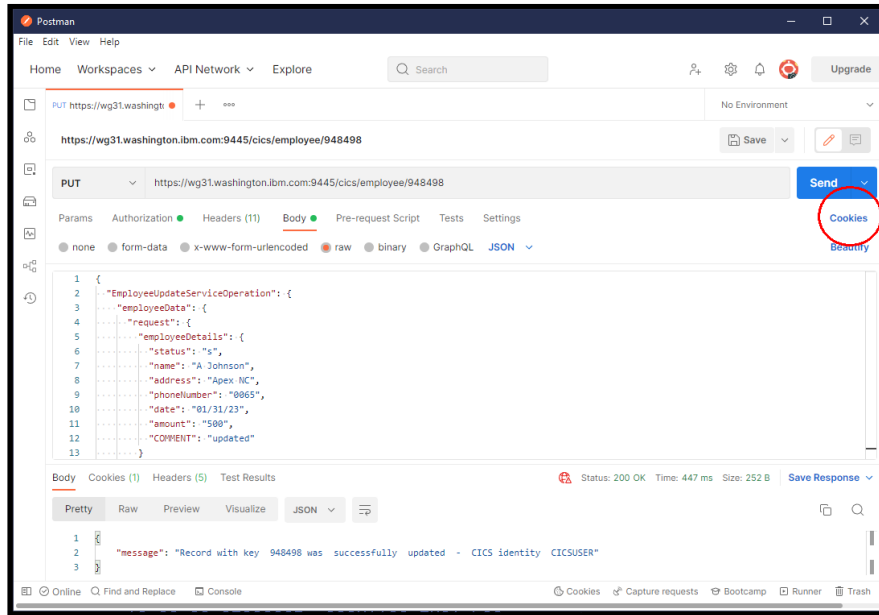 Postman
File Edit View Help
Home Workspaces API Network Explore Search Upgrade
PUT https://wg31.washingt No Environment
https://wg31.washington.ibm.com:9445/cics/employee/948498 Save
PUT https://wg31.washington.ibm.com:9445/cics/employee/948498 Send
Params Authorization Headers (11) Body Pre-request Script Tests Settings Cookies
none form-data x-www-form-urlencoded raw binary GraphQL JSON Beautify
1 {
2 "EmployeeUpdateServiceOperation": {
3 "employeeData": {
4 "request": {
5 "employeeDetails": {
6 "status": "s",
7 "name": "A Johnson",
8 "address": "Apex NC",
9 "phoneNumber": "0065",
10 "date": "01/31/23",
11 "amount": "500",
12 "COMMENT": "updated"
13 }
Body Cookies (1) Headers (5) Test Results Status: 200 OK Time: 447 ms Size: 252 B Save Response
Pretty Raw Preview Visualize JSON
1 {
2 "message": "Record with key 948498 was successfully updated - CICS identity CICSUSER"
3 }
Online Find and Replace Console Cookies Capture requests Bootcamp Runner Trash